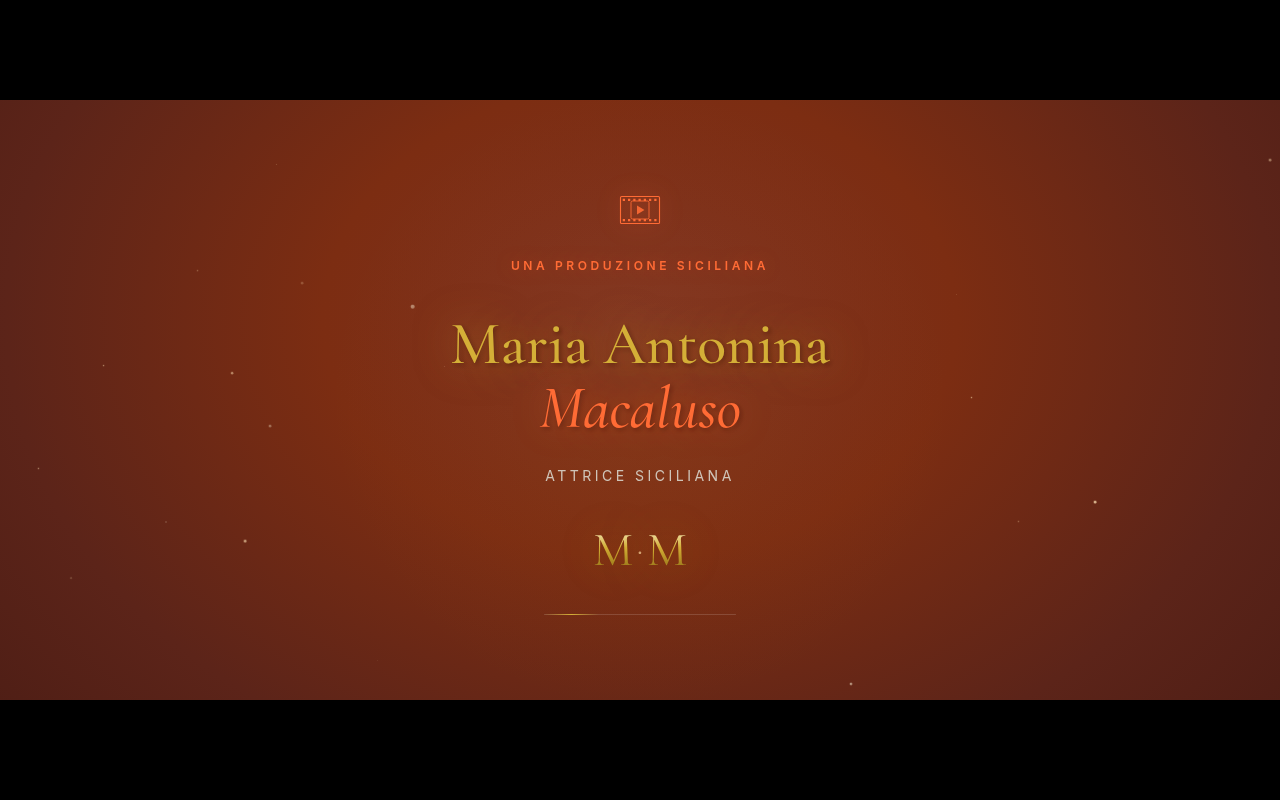 UNA PRODUZIONE SICILIANA
Maria Antonina
Macaluso
ATTRICE SICILIANA
M·M